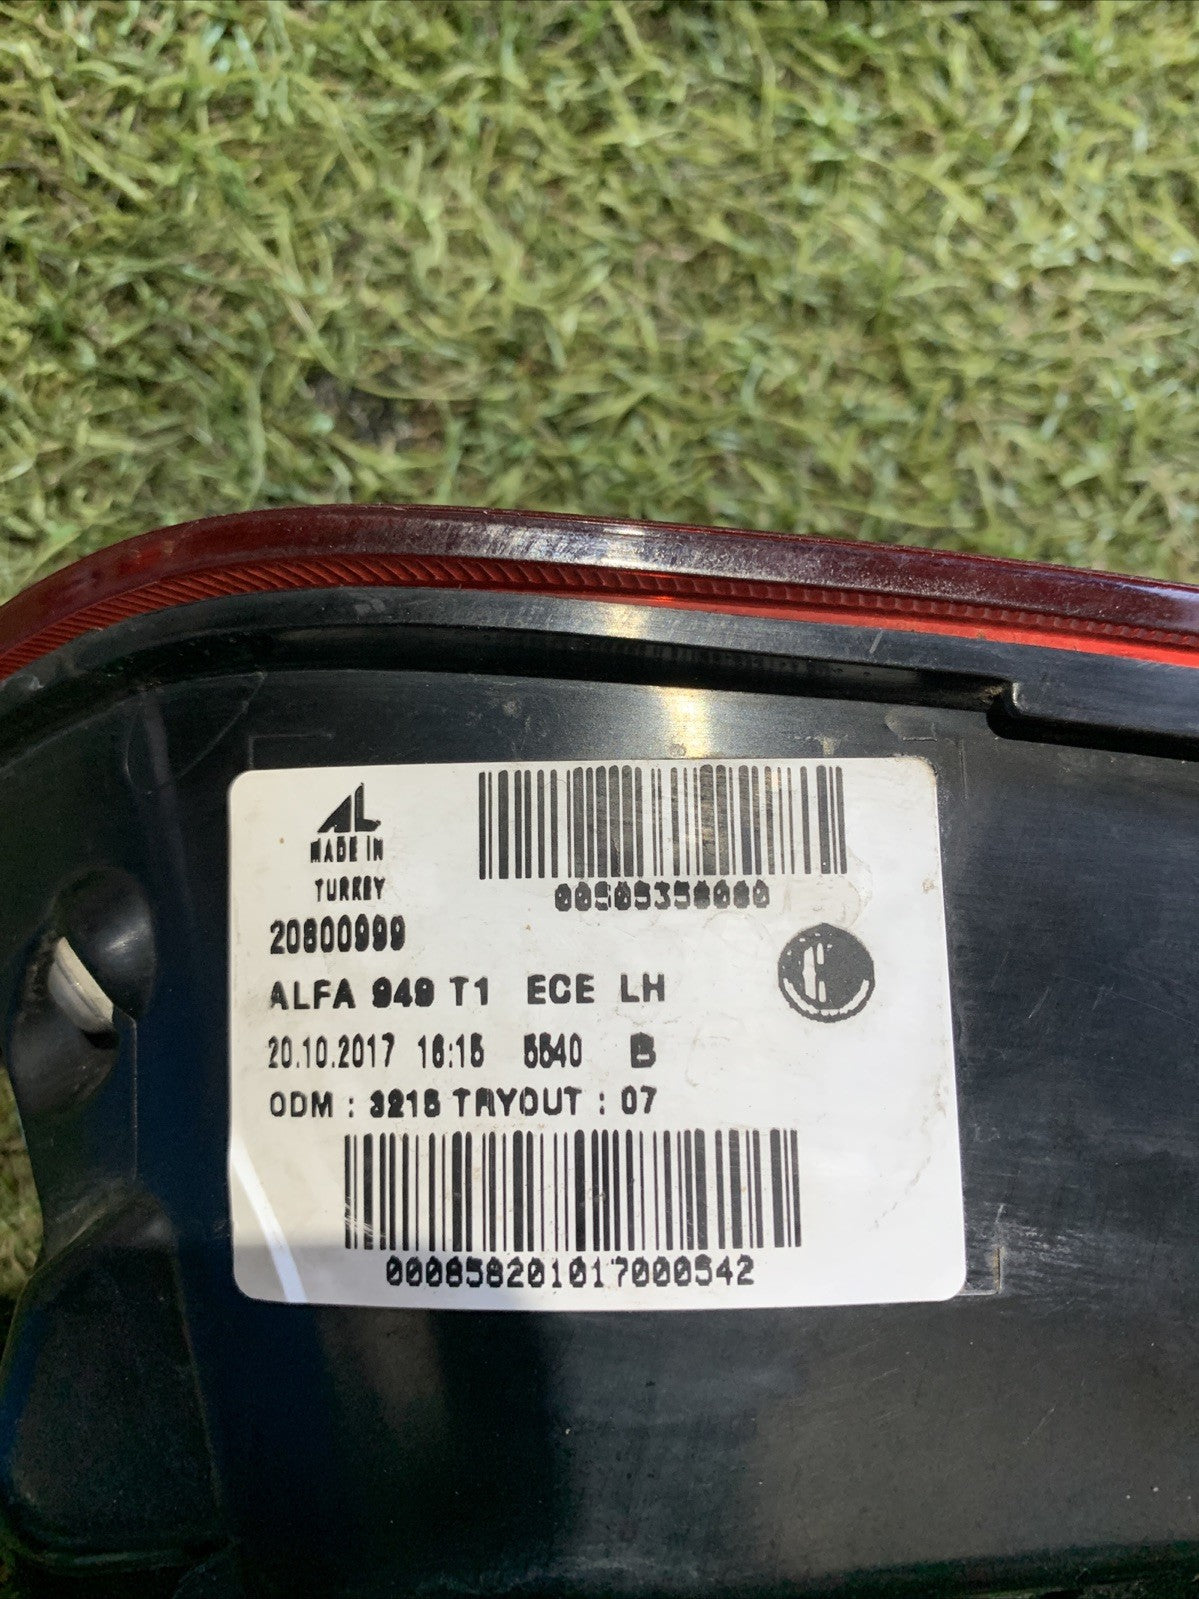 AL
MADE IN
TURKEY
20800999
ALFA 949 T1 ECE LH
20.10.2017 16:15 5540 B
ODM : 3215 TRYOUT : 07
000858201017000542